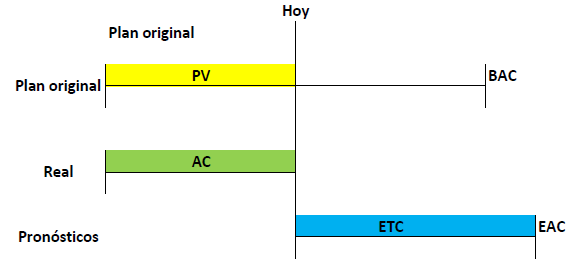 Hoy
Plan original
Plan original PV BAC
Real AC
Pronósticos ETC EAC